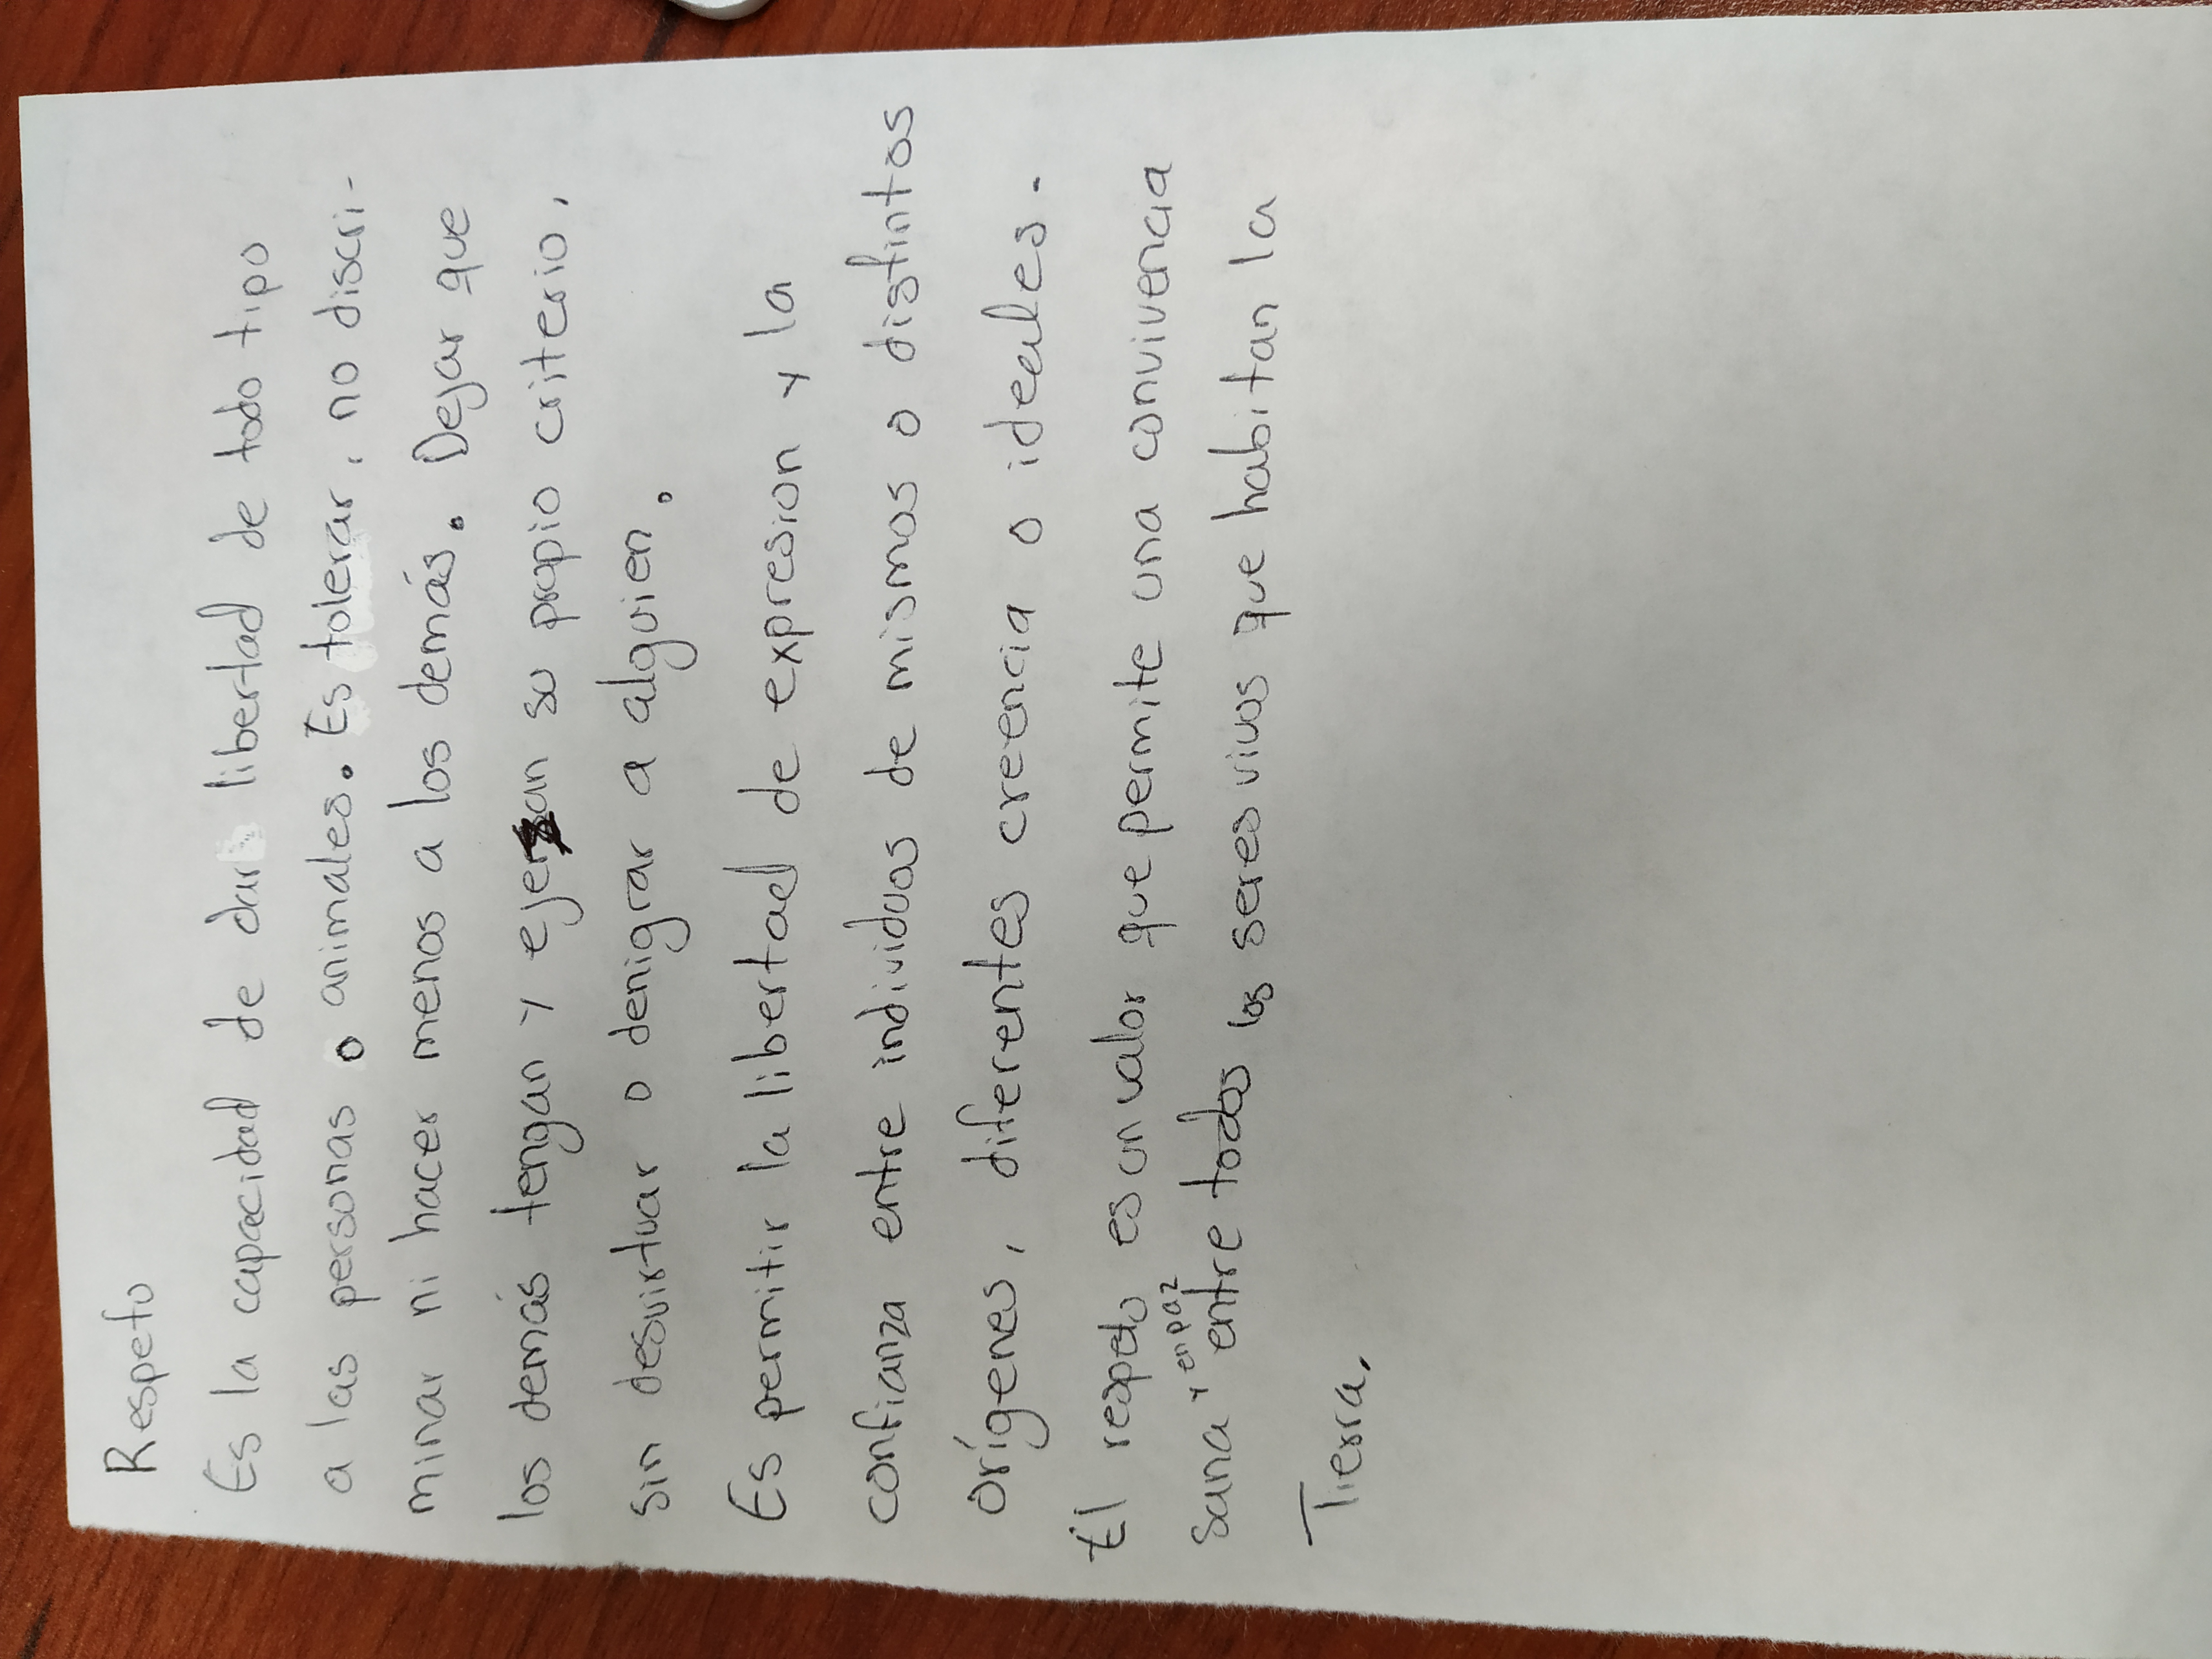 Respeto
Es la capacidad de dar libertad de todo tipo
a las personas o animales. Es tolerar, no discri-
minar ni hacer menos a los demás. Dejar que
los demás tengan y ejerzan su propio criterio,
sin desvirtuar o denigrar a alguien.
Es permitir la libertad de expresion y la
confianza entre individuos de mismos o distintos
orígenes, diferentes creencia o ideales.
El respeto es un valor que permite una convivencia
sana y en paz entre todos los seres vivos que habitan la
Tierra.